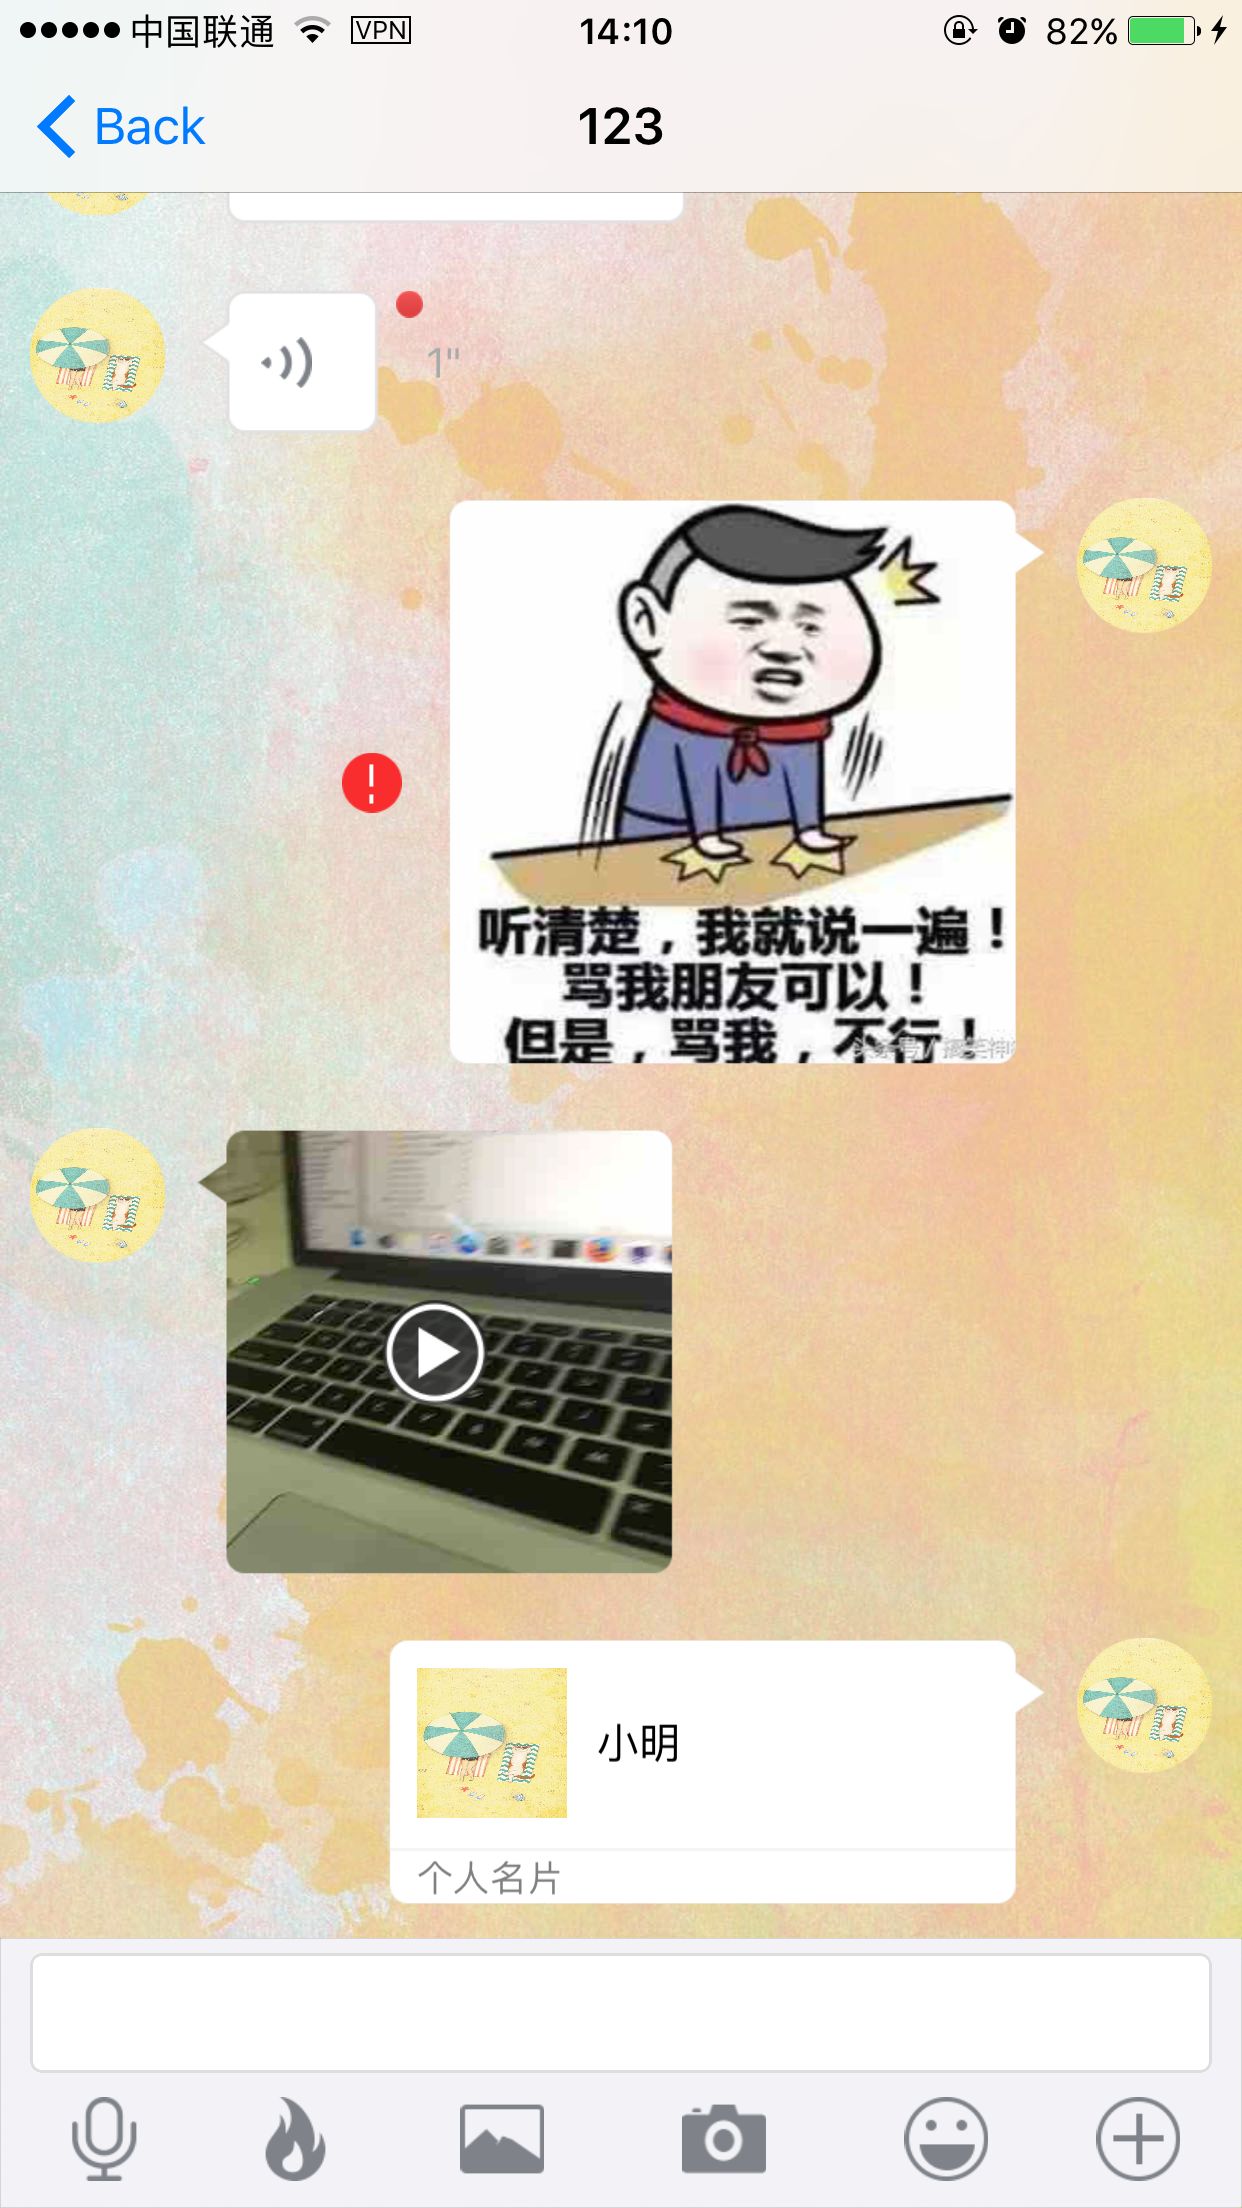 中国联通 VPN 14:10 82%
Back 123
1"
听清楚，我就说一遍！
骂我朋友可以！
但是，骂我，不行！
小明
个人名片